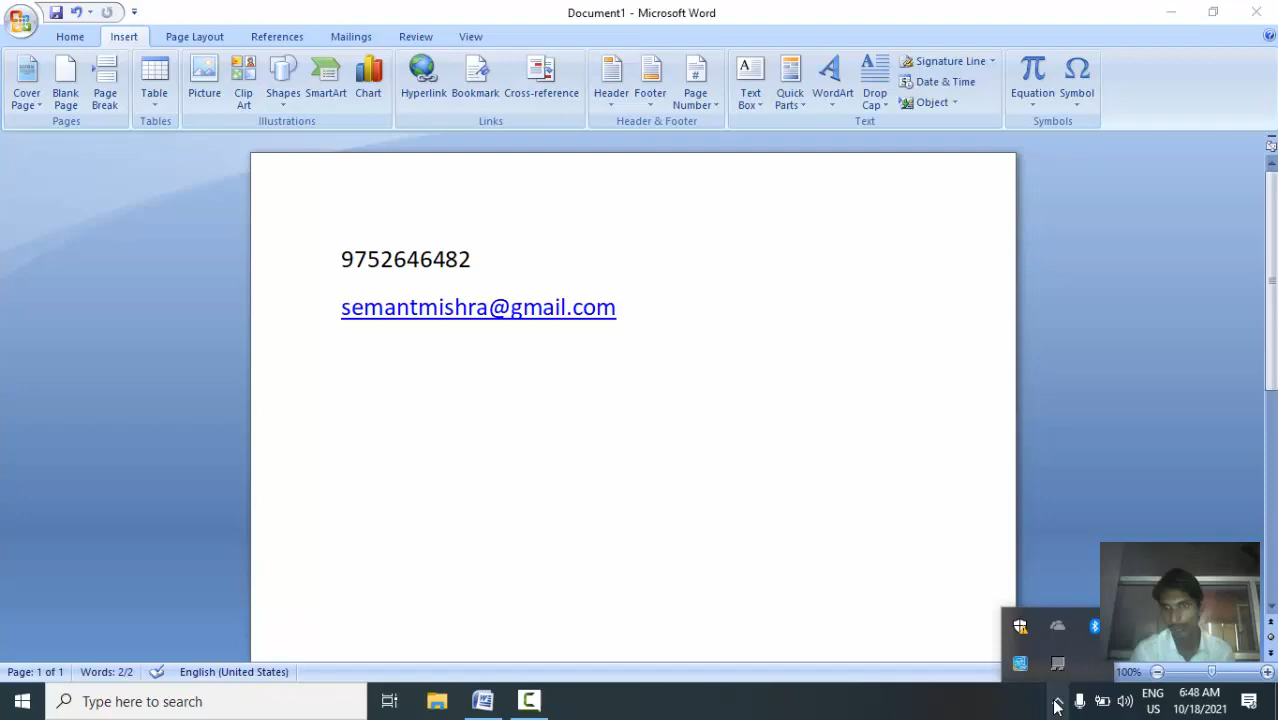 Document1 - Microsoft Word
Home Insert Page Layout References Mailings Review View
Cover Page Blank Page Page Break Table Picture Clip Art Shapes SmartArt Chart Hyperlink Bookmark Cross-reference Header Footer Page Number Text Box Quick Parts WordArt Drop Cap Signature Line Date & Time Object Equation Symbol
Pages Tables Illustrations Links Header & Footer Text Symbols
9752646482
semantmishra@gmail.com
Page: 1 of 1 Words: 2/2 English (United States) 100%
Type here to search ENG US 6:48 AM 10/18/2021